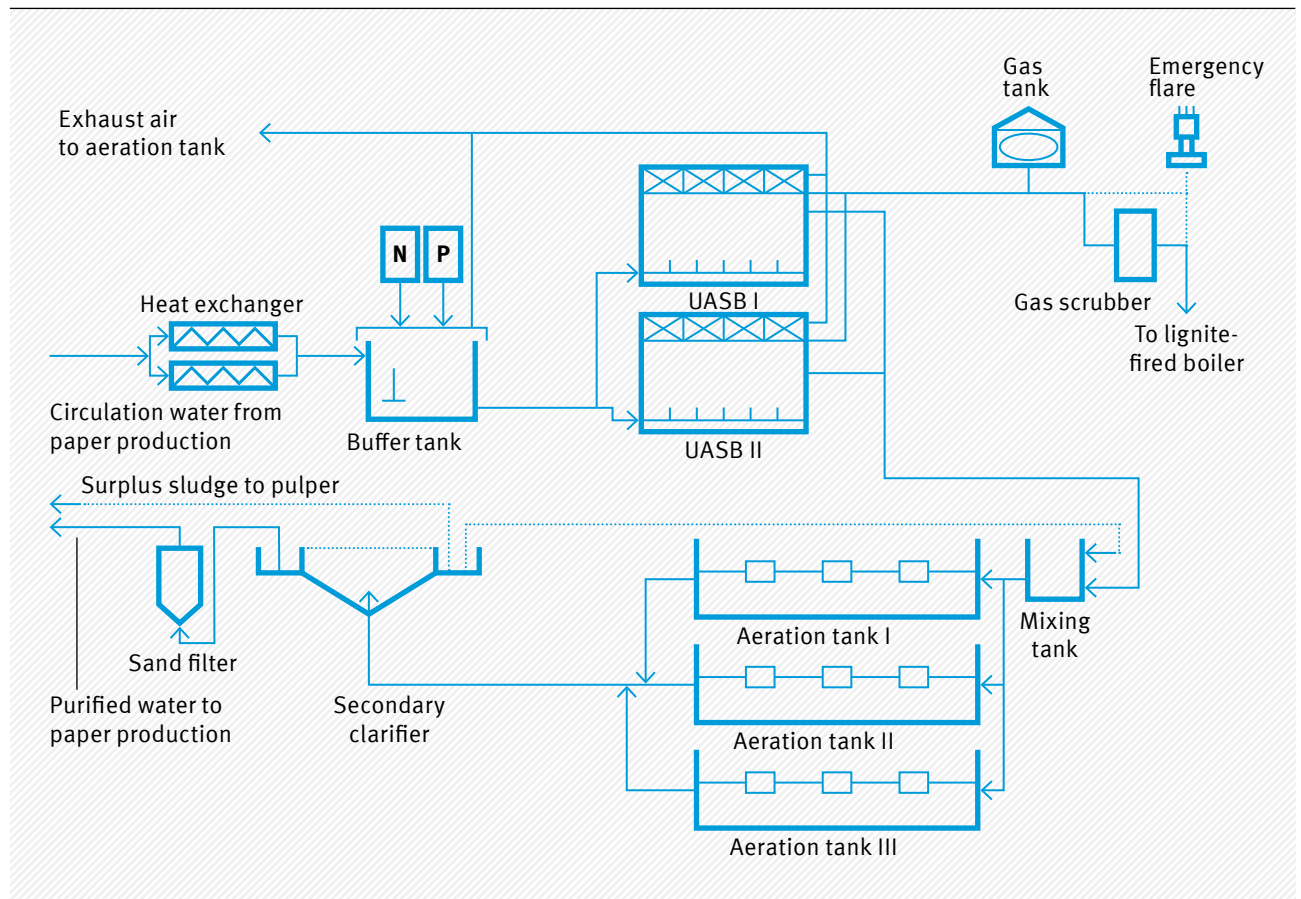 Gas
tank
Emergency
flare
Exhaust air
to aeration tank
N
P
UASB I
Heat exchanger
Gas scrubber
To lignite-
fired boiler
Circulation water from
paper production
Buffer tank
UASB II
Surplus sludge to pulper
Aeration tank I
Mixing
tank
Sand filter
Purified water to
paper production
Secondary
clarifier
Aeration tank II
Aeration tank III